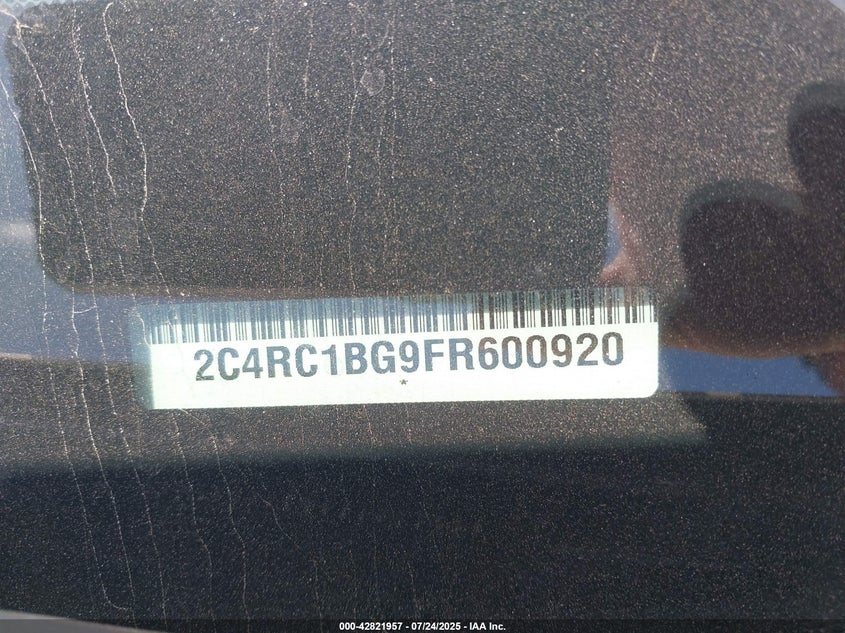 2C4RC1BG9FR600920
*
000-42821957 / 07/24/2025 - IAA Inc.